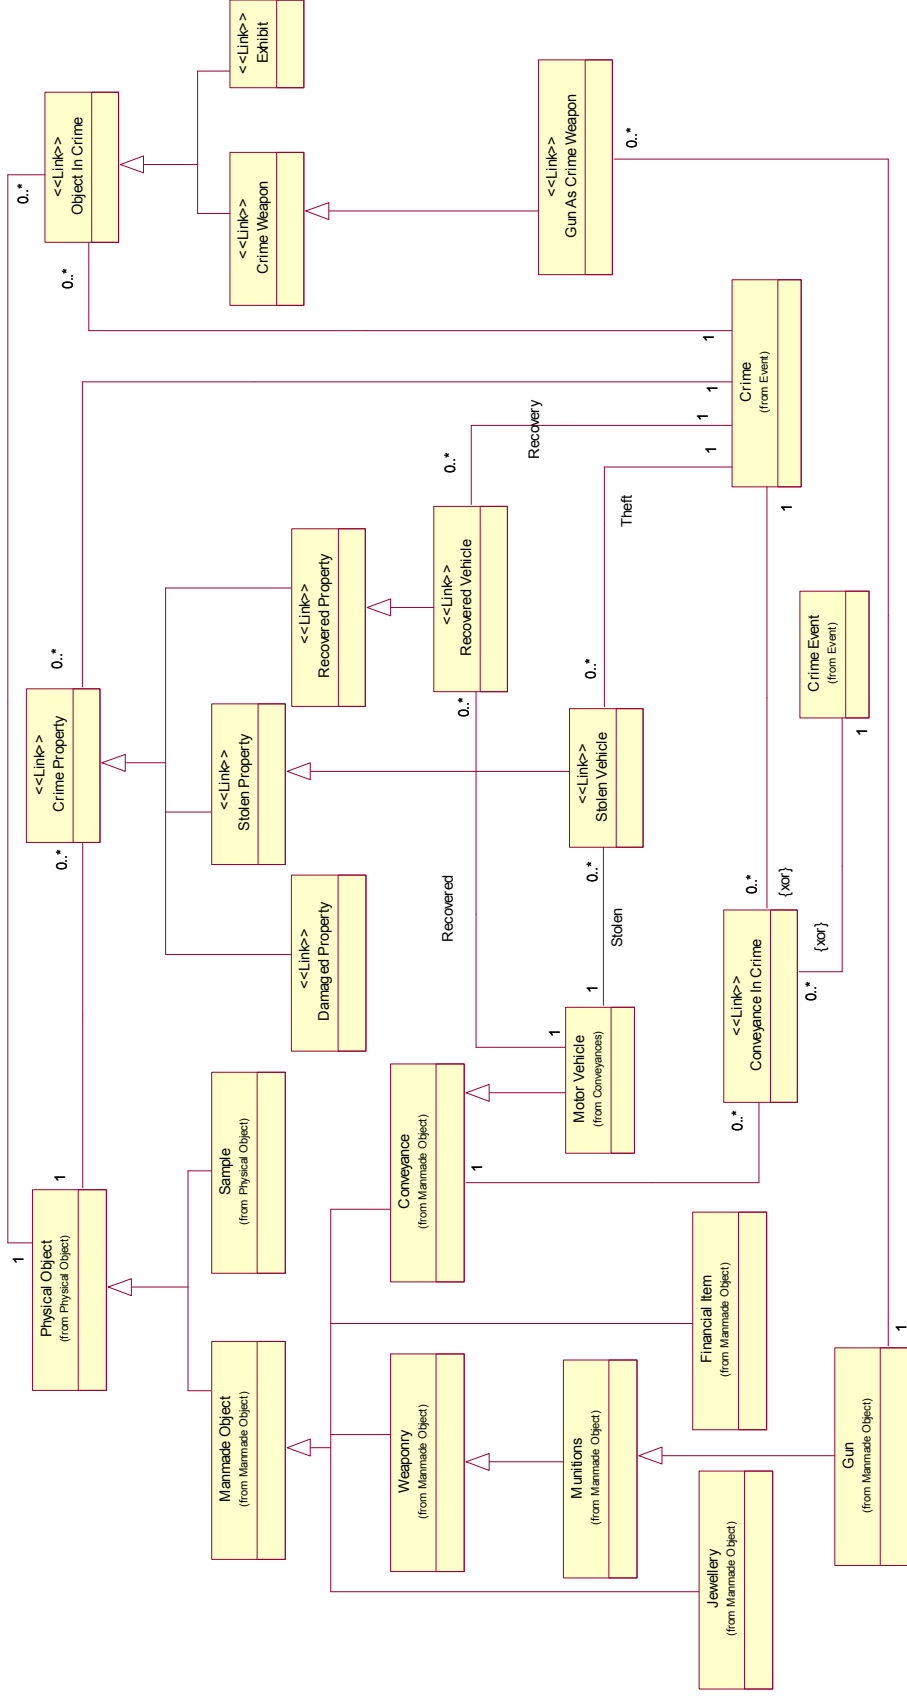 1
0..*
Physical Object
(from Physical Object)
1
0..*
<<Link>>
Crime Property
0..*
0..*
<<Link>>
Object In Crime
Manmade Object
(from Manmade Object)
Sample
(from Physical Object)
<<Link>>
Damaged Property
<<Link>>
Stolen Property
<<Link>>
Recovered Property
<<Link>>
Crime Weapon
<<Link>>
Exhibit
Weaponry
(from Manmade Object)
Conveyance
(from Manmade Object)
1
Recovered
0..*
<<Link>>
Recovered Vehicle
0..*
Recovery
Munitions
(from Manmade Object)
1
Motor Vehicle
(from Conveyances)
1
Stolen
0..*
<<Link>>
Stolen Vehicle
0..*
Theft
<<Link>>
Gun As Crime Weapon
0..*
Jewellery
(from Manmade Object)
Financial Item
(from Manmade Object)
0..*
<<Link>>
Conveyance In Crime
0..*
{xor}
0..*
{xor}
1
1
1
1
1
Crime
(from Event)
Crime Event
(from Event)
1
Gun
(from Manmade Object)
1